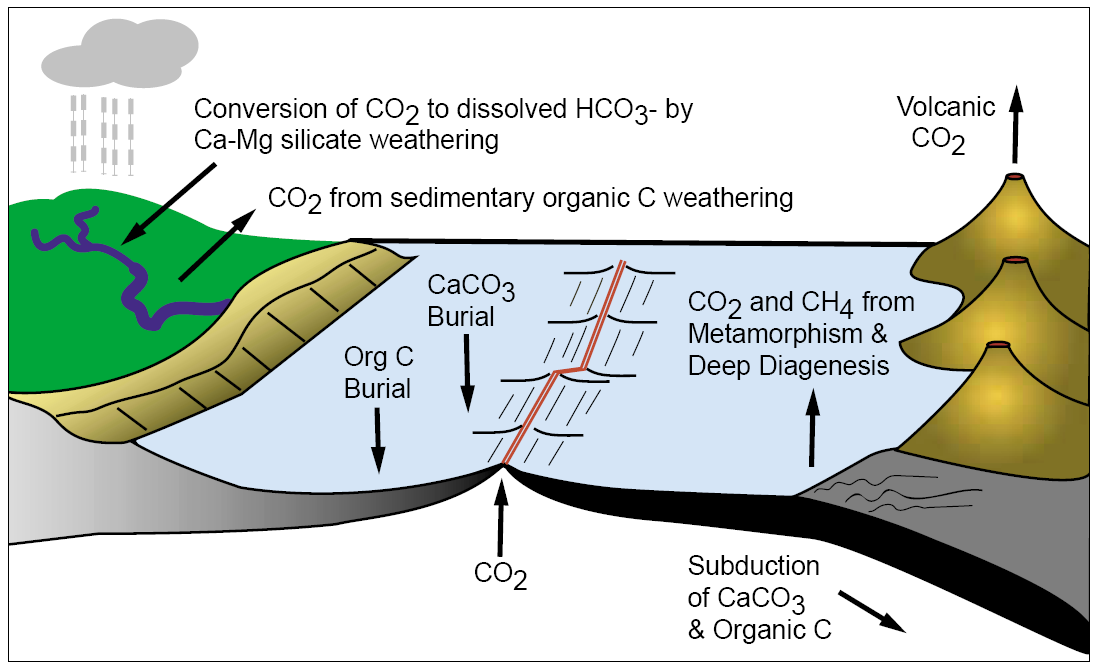 Conversion of CO2 to dissolved HCO3- by
Ca-Mg silicate weathering
CO2 from sedimentary organic C weathering
Volcanic
CO2
CaCO3
Burial
Org C
Burial
CO2 and CH4 from
Metamorphism &
Deep Diagenesis
CO2
Subduction
of CaCO3
& Organic C